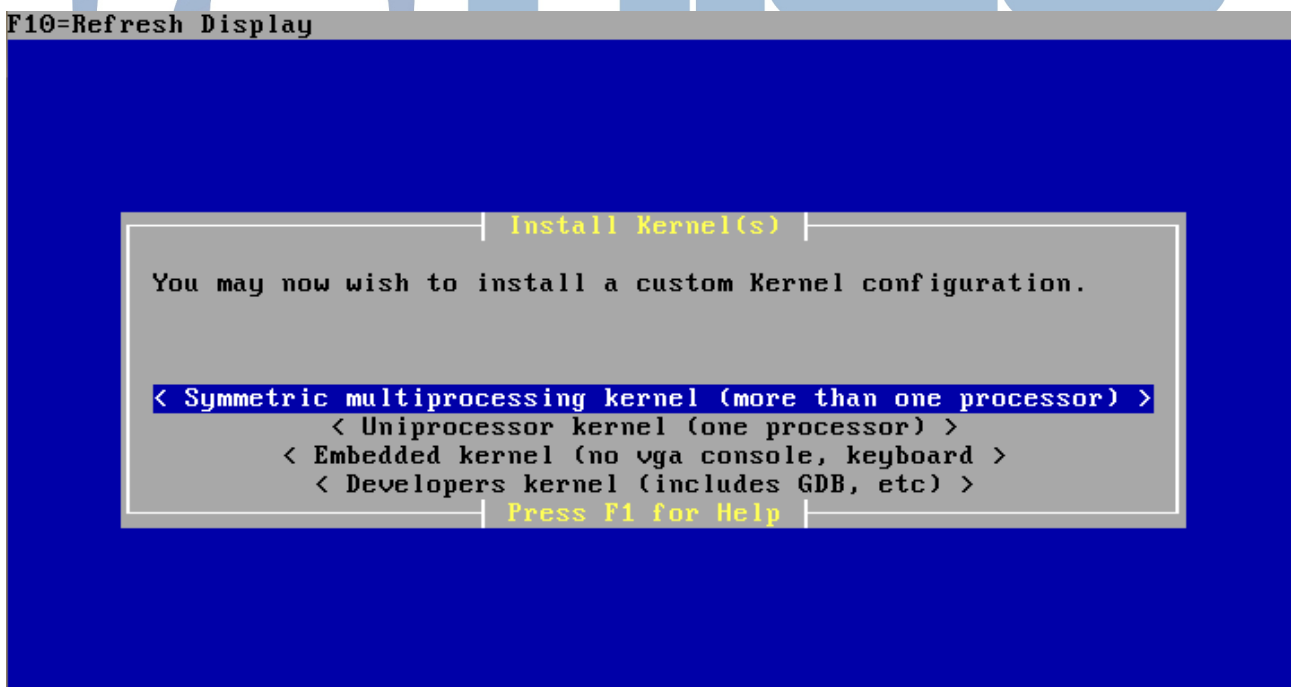 F10=Refresh Display
Install Kernel(s)
You may now wish to install a custom Kernel configuration.
< Symmetric multiprocessing kernel (more than one processor) >
< Uniprocessor kernel (one processor) >
< Embedded kernel (no vga console, keyboard >
< Developers kernel (includes GDB, etc) >
Press F1 for Help